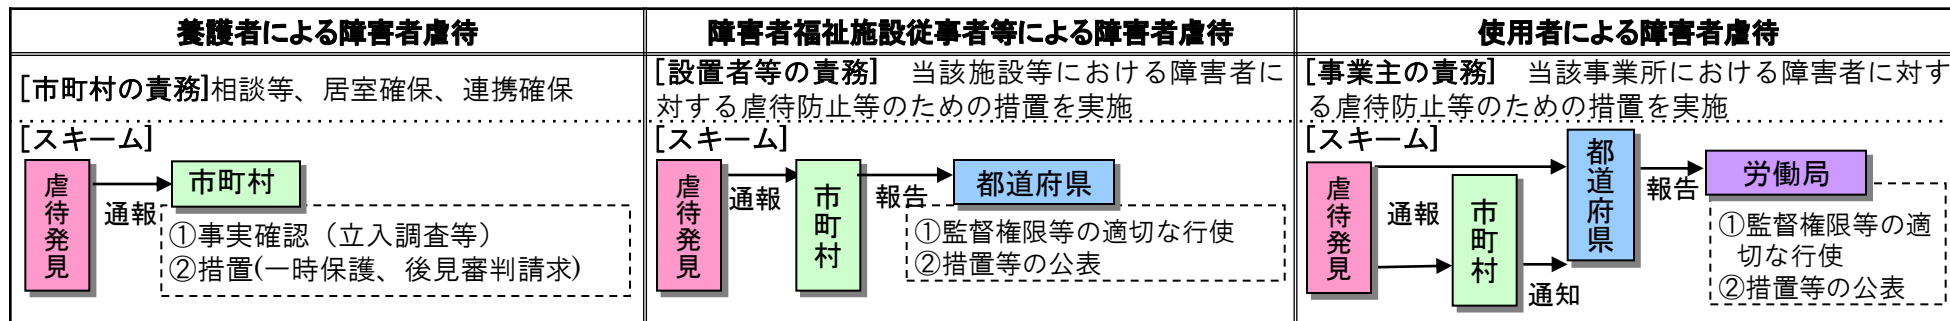 養護者による障害者虐待
[市町村の責務]相談等、居室確保、連携確保
[スキーム]
虐待発見
通報
市町村
①事実確認（立入調査等）
②措置(一時保護、後見審判請求)
障害者福祉施設従事者等による障害者虐待
[設置者等の責務]　当該施設等における障害者に
対する虐待防止等のための措置を実施
[スキーム]
虐待発見
通報
市町村
報告
都道府県
①監督権限等の適切な行使
②措置等の公表
使用者による障害者虐待
[事業主の責務]　当該事業所における障害者に対す
る虐待防止等のための措置を実施
[スキーム]
虐待発見
通報
市町村
通知
都道府県
報告
労働局
①監督権限等の適
切な行使
②措置等の公表